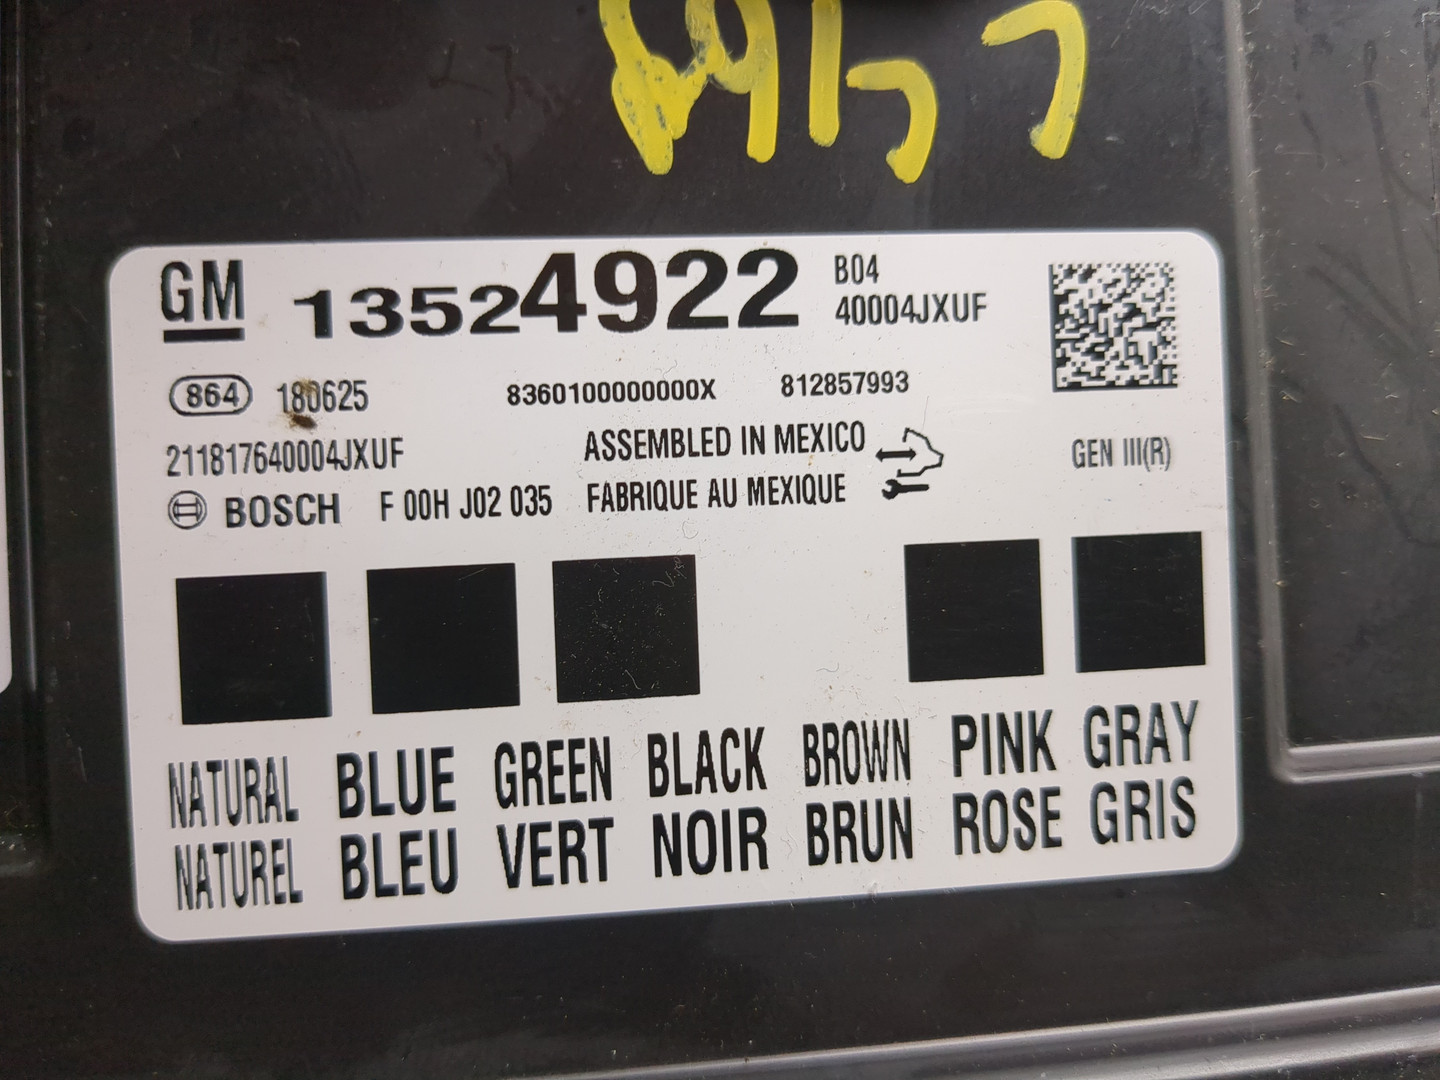 GM 13524922 B04
40004JXUF
864 180625 8360100000000X 812857993
211817640004JXUF ASSEMBLED IN MEXICO GEN III(R)
BOSCH F 00H J02 035 FABRIQUE AU MEXIQUE
NATURAL BLUE GREEN BLACK BROWN PINK GRAY
NATUREL BLEU VERT NOIR BRUN ROSE GRIS